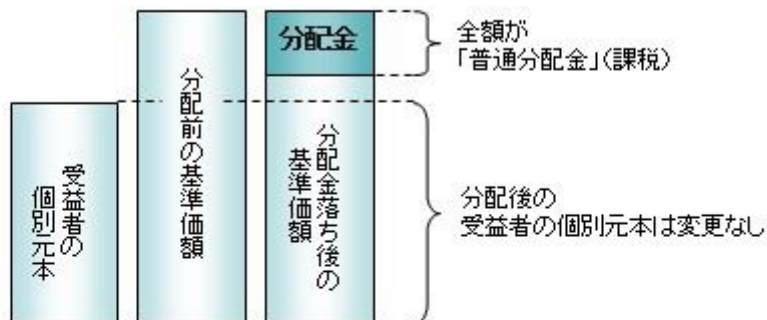 受益者の
個別元本
分配前の基準価額
分配金
分配金落ち後の
基準価額
全額が
「普通分配金」(課税)
分配後の
受益者の個別元本は変更なし